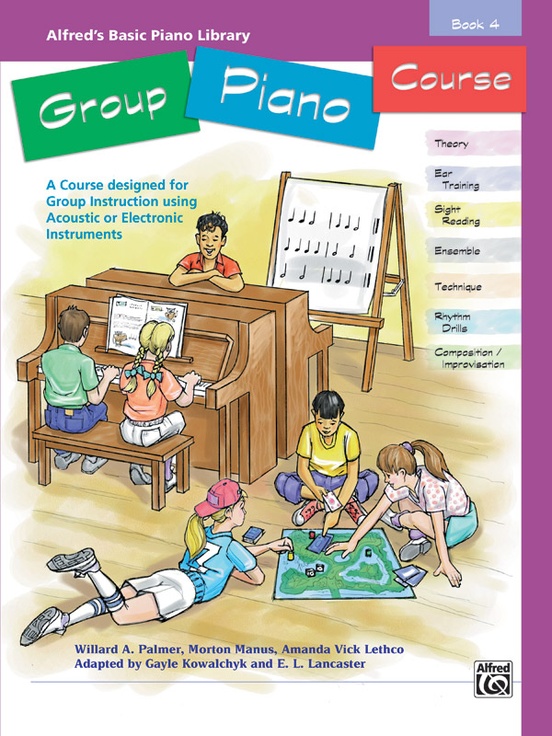 Book 4
Alfred's Basic Piano Library
Group
Piano
Course
Theory
Ear
Training
Sight
Reading
Ensemble
Technique
Rhythm
Drills
Composition /
Improvisation
A Course designed for
Group Instruction using
Acoustic or Electronic
Instruments
Willard A. Palmer, Morton Manus, Amanda Vick Lethco
Adapted by Gayle Kowalchyk and E. L. Lancaster
Alfred